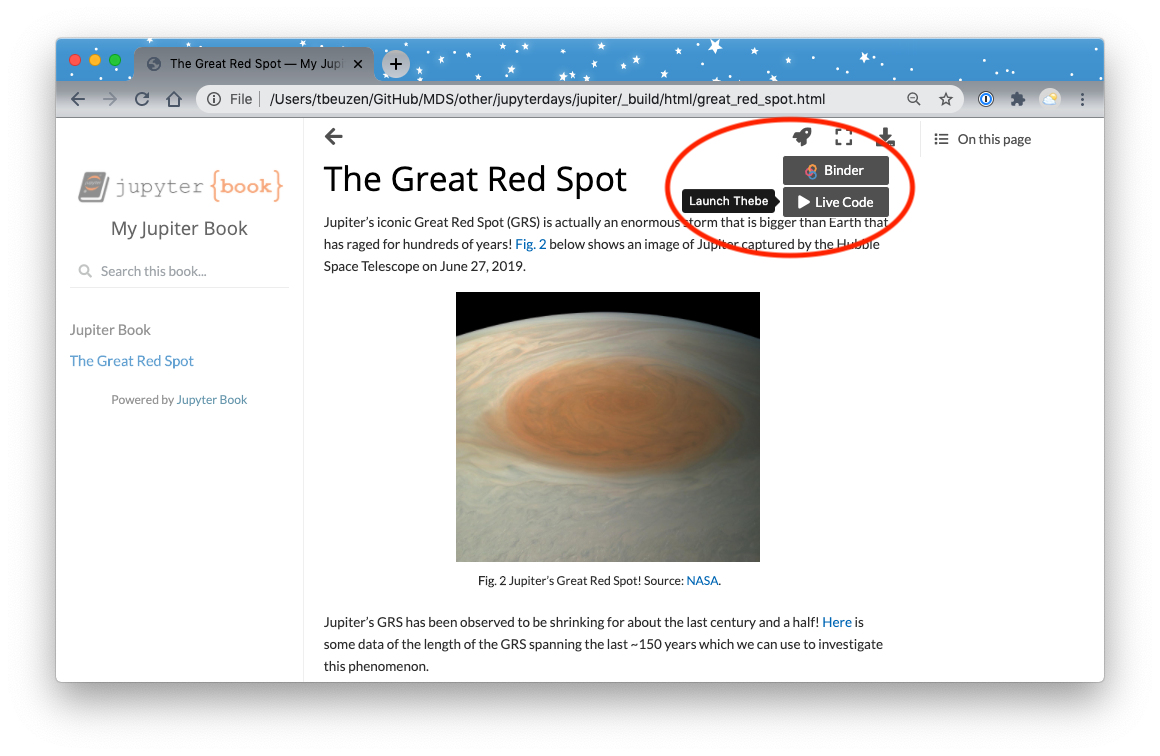 The Great Red Spot — My Jupi
File
/Users/tbeuzen/GitHub/MDS/other/jupyterdays/jupiter/_build/html/great_red_spot.html
jupyter {book}
My Jupiter Book
Search this book...
Jupiter Book
The Great Red Spot
Powered by Jupyter Book
Binder
Launch Thebe
Live Code
The Great Red Spot
Jupiter’s iconic Great Red Spot (GRS) is actually an enormous storm that is bigger than Earth that
has raged for hundreds of years! Fig. 2 below shows an image of Jupiter captured by the Hubble
Space Telescope on June 27, 2019.
Fig. 2 Jupiter’s Great Red Spot! Source: NASA.
Jupiter’s GRS has been observed to be shrinking for about the last century and a half! Here is
some data of the length of the GRS spanning the last ~150 years which we can use to investigate
this phenomenon.
On this page